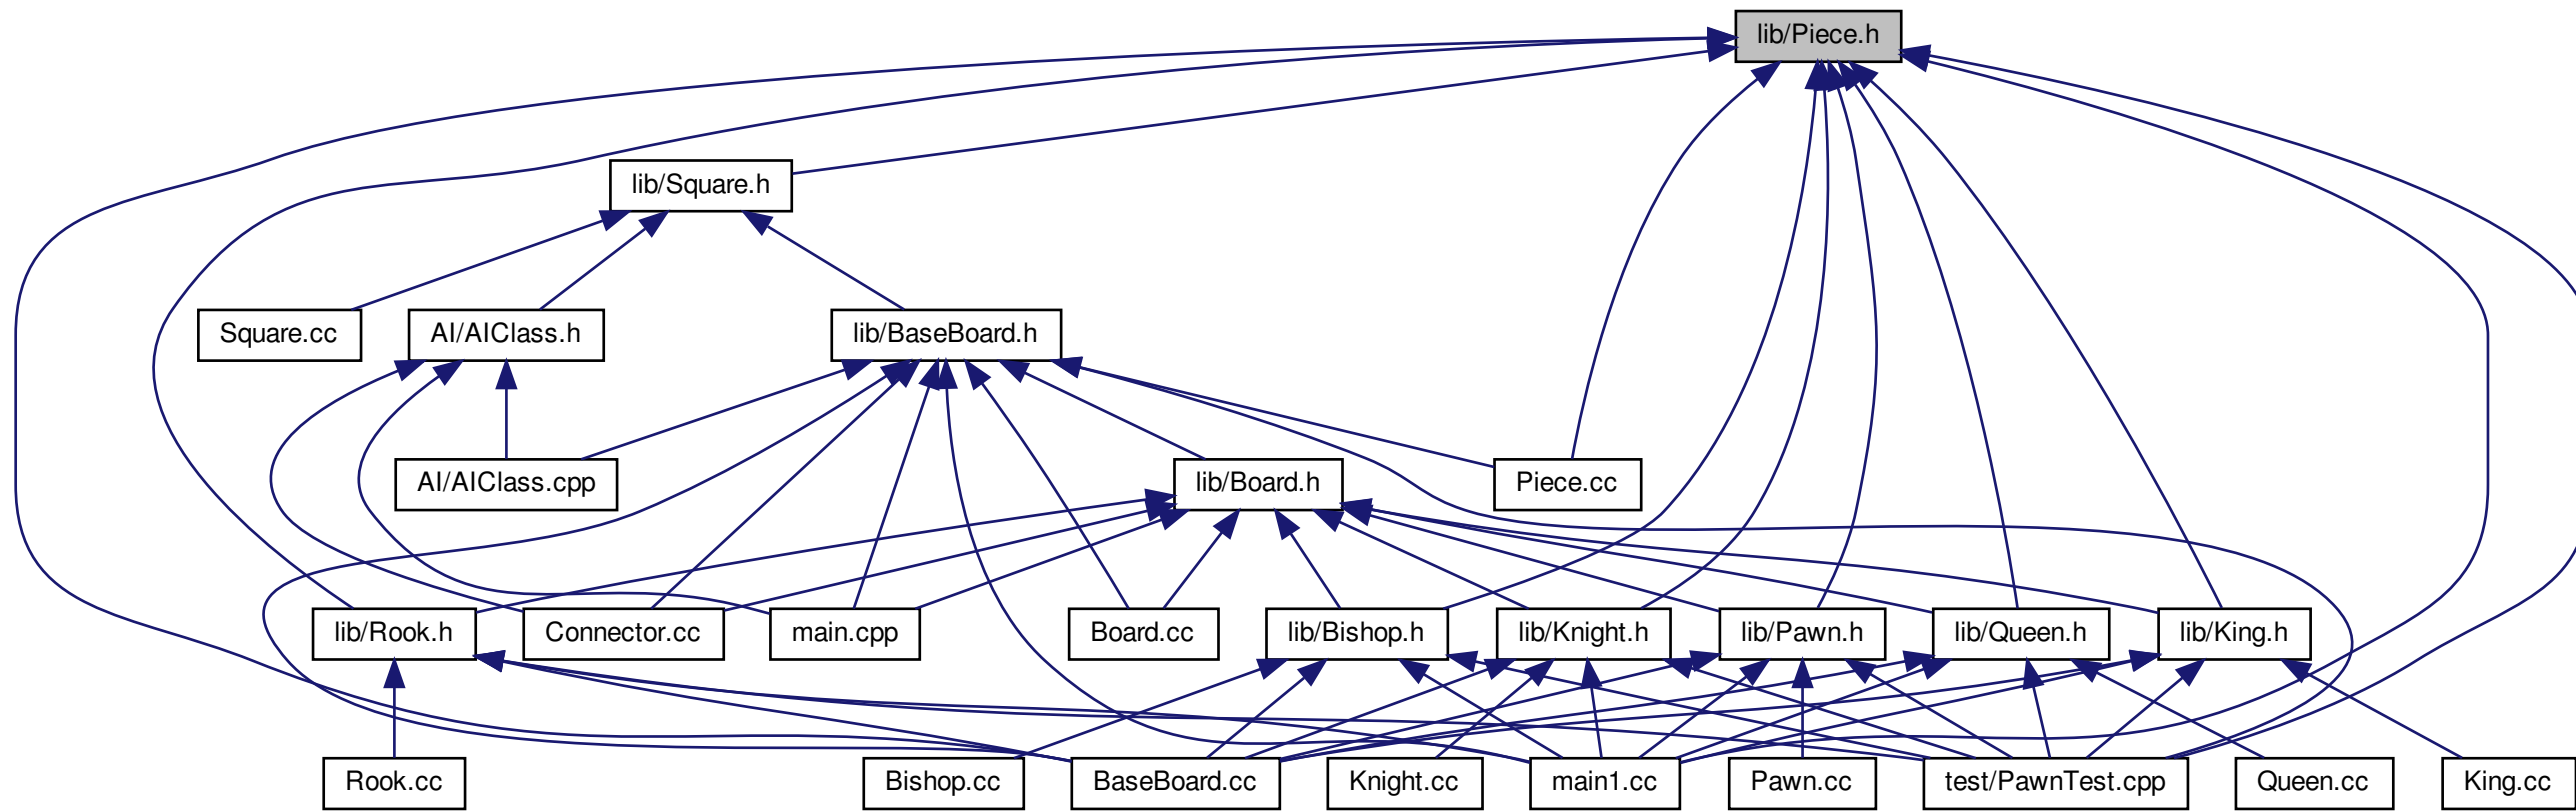 lib/Piece.h
lib/Square.h
Square.cc
AI/AIClass.h
lib/BaseBoard.h
AI/AIClass.cpp
lib/Board.h
Piece.cc
lib/Rook.h
Connector.cc
main.cpp
Board.cc
lib/Bishop.h
lib/Knight.h
lib/Pawn.h
lib/Queen.h
lib/King.h
Rook.cc
Bishop.cc
BaseBoard.cc
Knight.cc
main1.cc
Pawn.cc
test/PawnTest.cpp
Queen.cc
King.cc